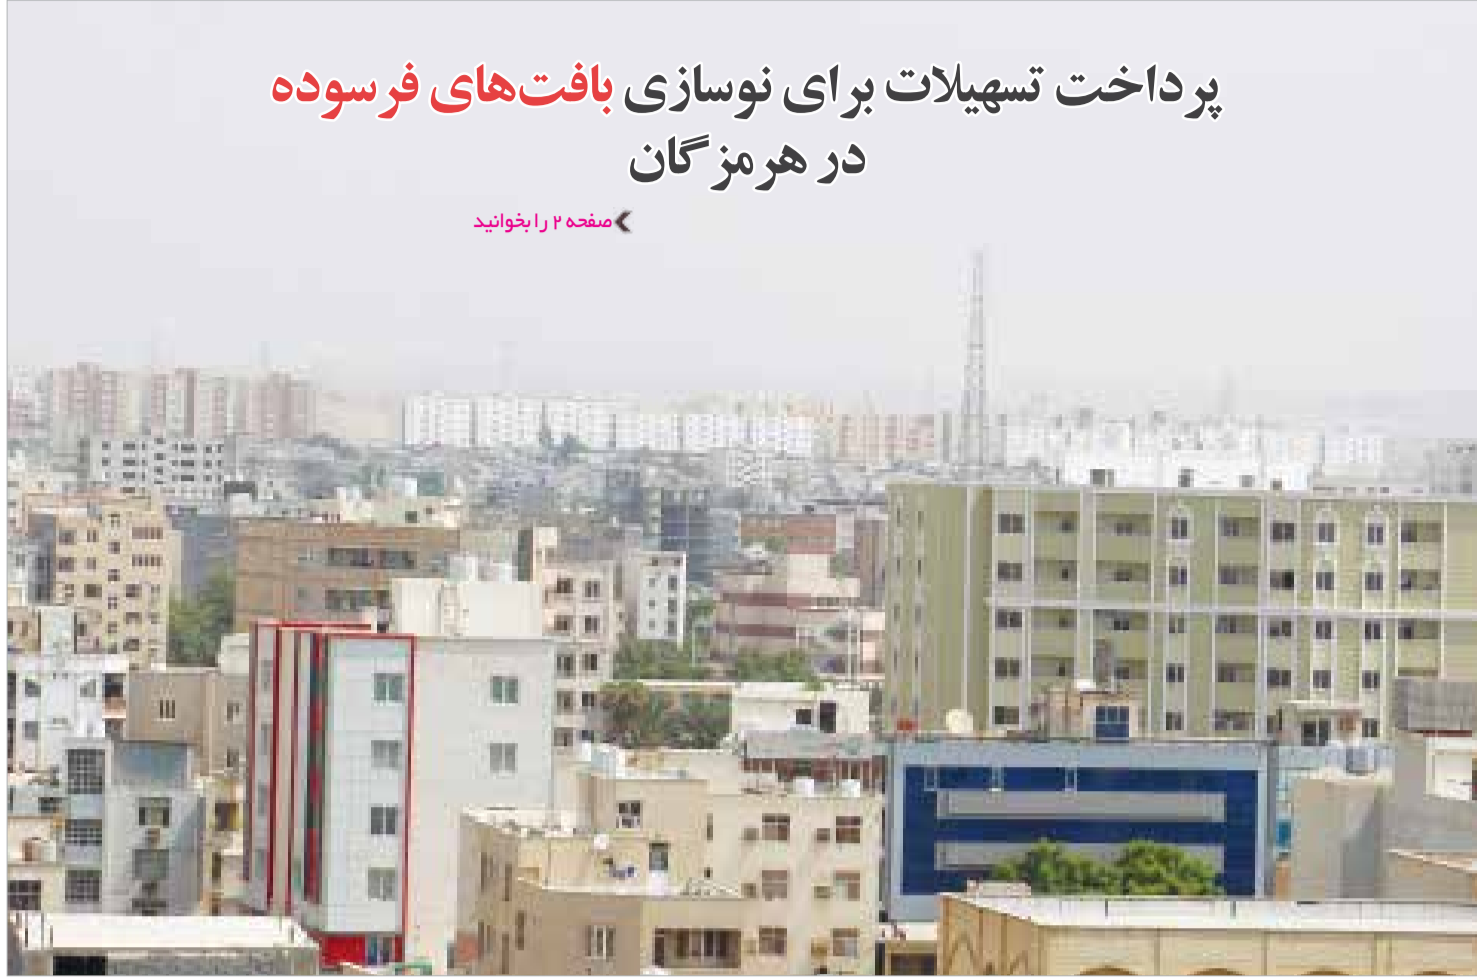 پرداخت تسهیلات برای نوسازی بافت‌های فرسوده
در هرمزگان
صفحه ۲ را بخوانید